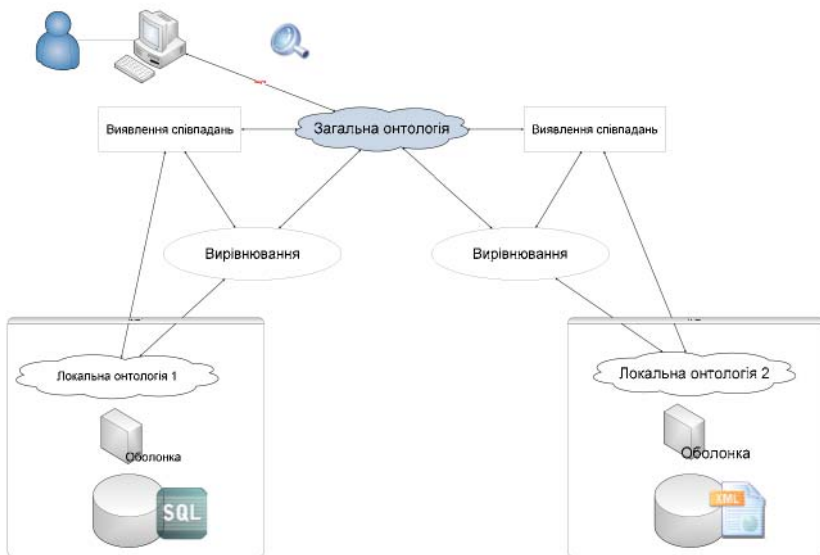 Загальна онтологія
Виявлення співпадань
Виявлення співпадань
Вирівнювання
Вирівнювання
Локальна онтологія 1
Локальна онтологія 2
Оболонка
Оболонка
SQL
XML